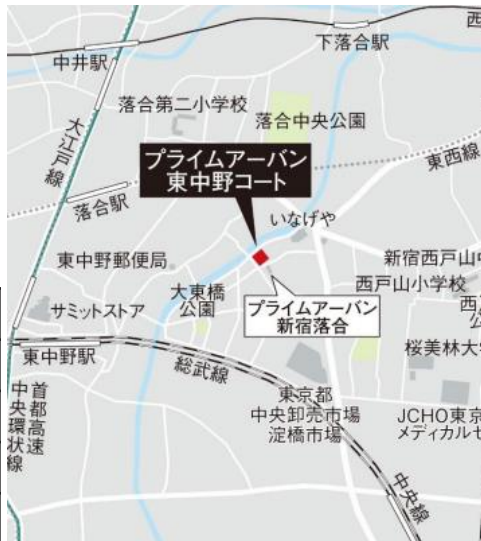 西
下落合駅
中井駅
大江戸線
落合第二小学校
落合中央公園
プライムアーバン
東中野コート
東西線
落合駅
いなげや
東中野郵便局
新宿西戸山中
大東橋
公園
西戸山小学校
サミットストア
プライムアーバン
新宿落合
西戸
公
東中野駅
総武線
桜美林大学
首都高速
中央環状線
東京都
中央卸売市場
淀橋市場
JCHO東京
メディカルセ
中央線